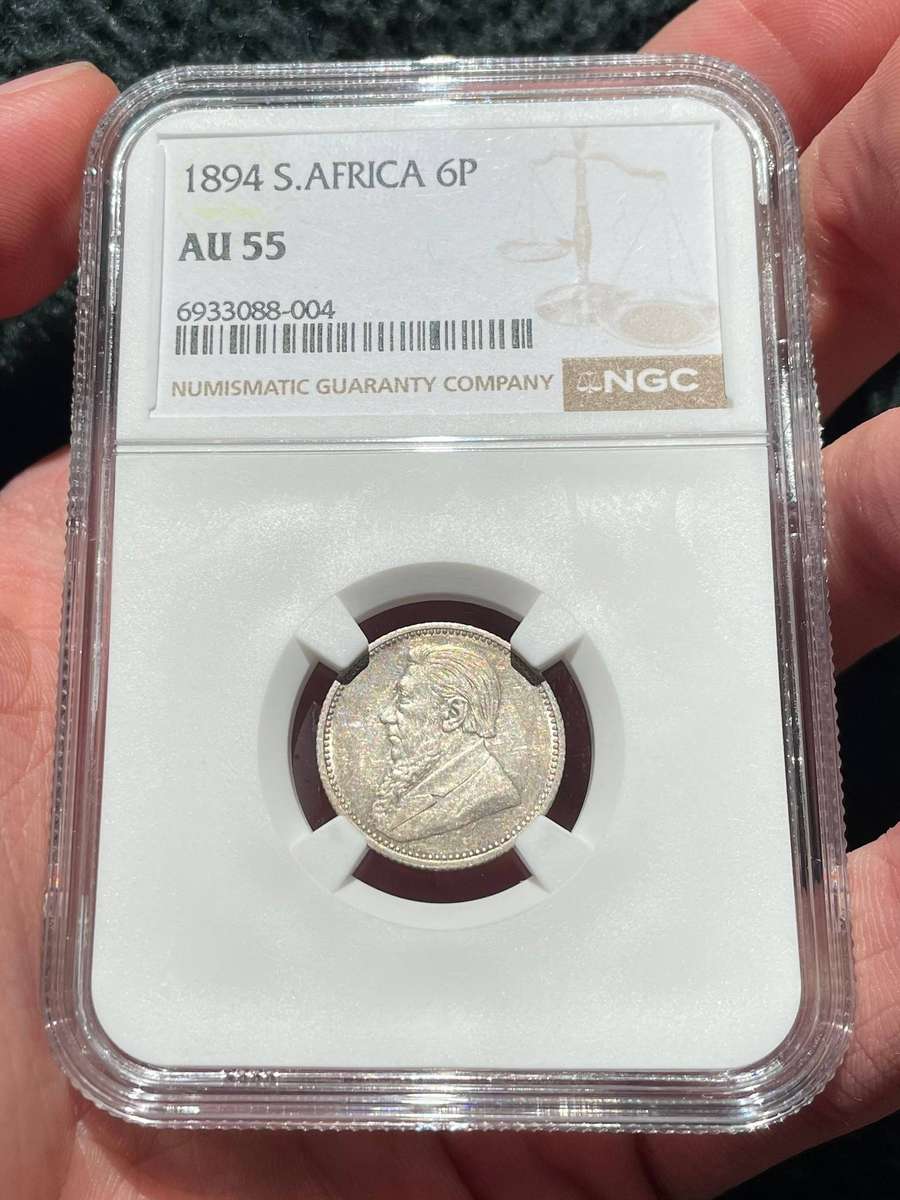 1894 S.AFRICA 6P
AU 55
6933088-004
NUMISMATIC GUARANTY COMPANY
NGC